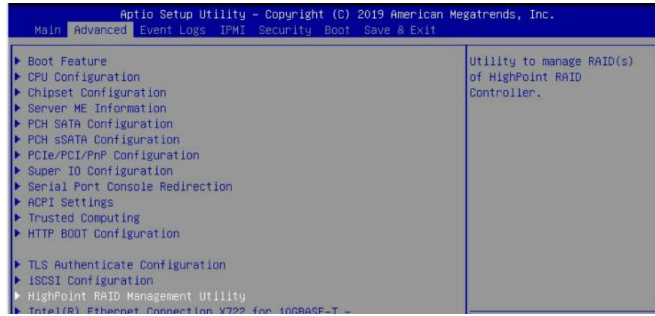 Aptio Setup Utility – Copyright (C) 2019 American Megatrends, Inc.
Main Advanced Event Logs IPMI Security Boot Save & Exit
Boot Feature
CPU Configuration
Chipset Configuration
Server ME Information
PCH SATA Configuration
PCH sSATA Configuration
PCIe/PCI/PnP Configuration
Super IO Configuration
Serial Port Console Redirection
ACPI Settings
Trusted Computing
HTTP BOOT Configuration
TLS Authenticate Configuration
iSCSI Configuration
HighPoint RAID Management Utility
Intel(R) Ethernet Connection X722 for 10GBASE-T –
Utility to manage RAID(s)
of HighPoint RAID
Controller.